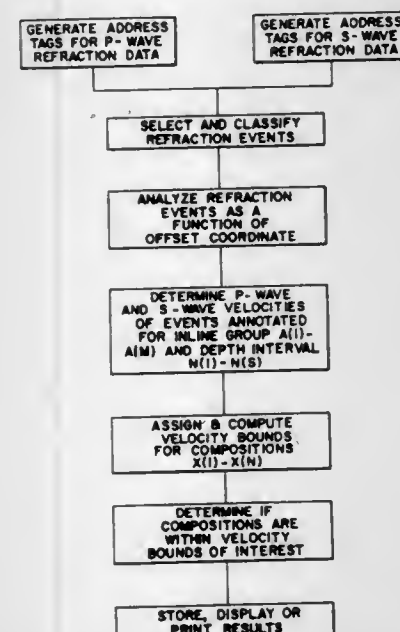 GENERATE ADDRESS
TAGS FOR P-WAVE
REFRACTION DATA
GENERATE ADDRESS
TAGS FOR S-WAVE
REFRACTION DATA
SELECT AND CLASSIFY
REFRACTION EVENTS
ANALYZE REFRACTION
EVENTS AS A
FUNCTION OF
OFFSET COORDINATE
DETERMINE P-WAVE
AND S-WAVE VELOCITIES
OF EVENTS ANNOTATED
FOR INLINE GROUP A(1)-
A(M) AND DEPTH INTERVAL
N(1)-N(S)
ASSIGN & COMPUTE
VELOCITY BOUNDS
FOR COMPOSITIONS
X(1)-X(N)
DETERMINE IF
COMPOSITIONS ARE
WITHIN VELOCITY
BOUNDS OF INTEREST
STORE, DISPLAY OR
PRINT RESULTS